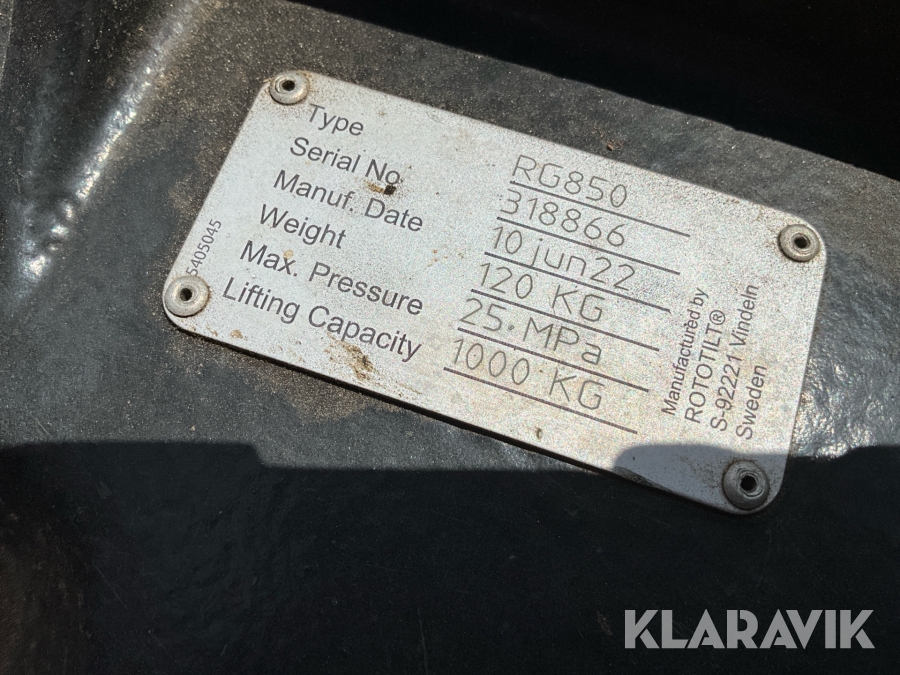 Type RG850
Serial No. 318866
Manuf. Date 10 jun22
Weight 120 KG
Max. Pressure 25.MPa
Lifting Capacity 1000 KG
5405045
Manufactured by
ROTOTILT®
S-92221 Vindeln
Sweden
KLARAVIK